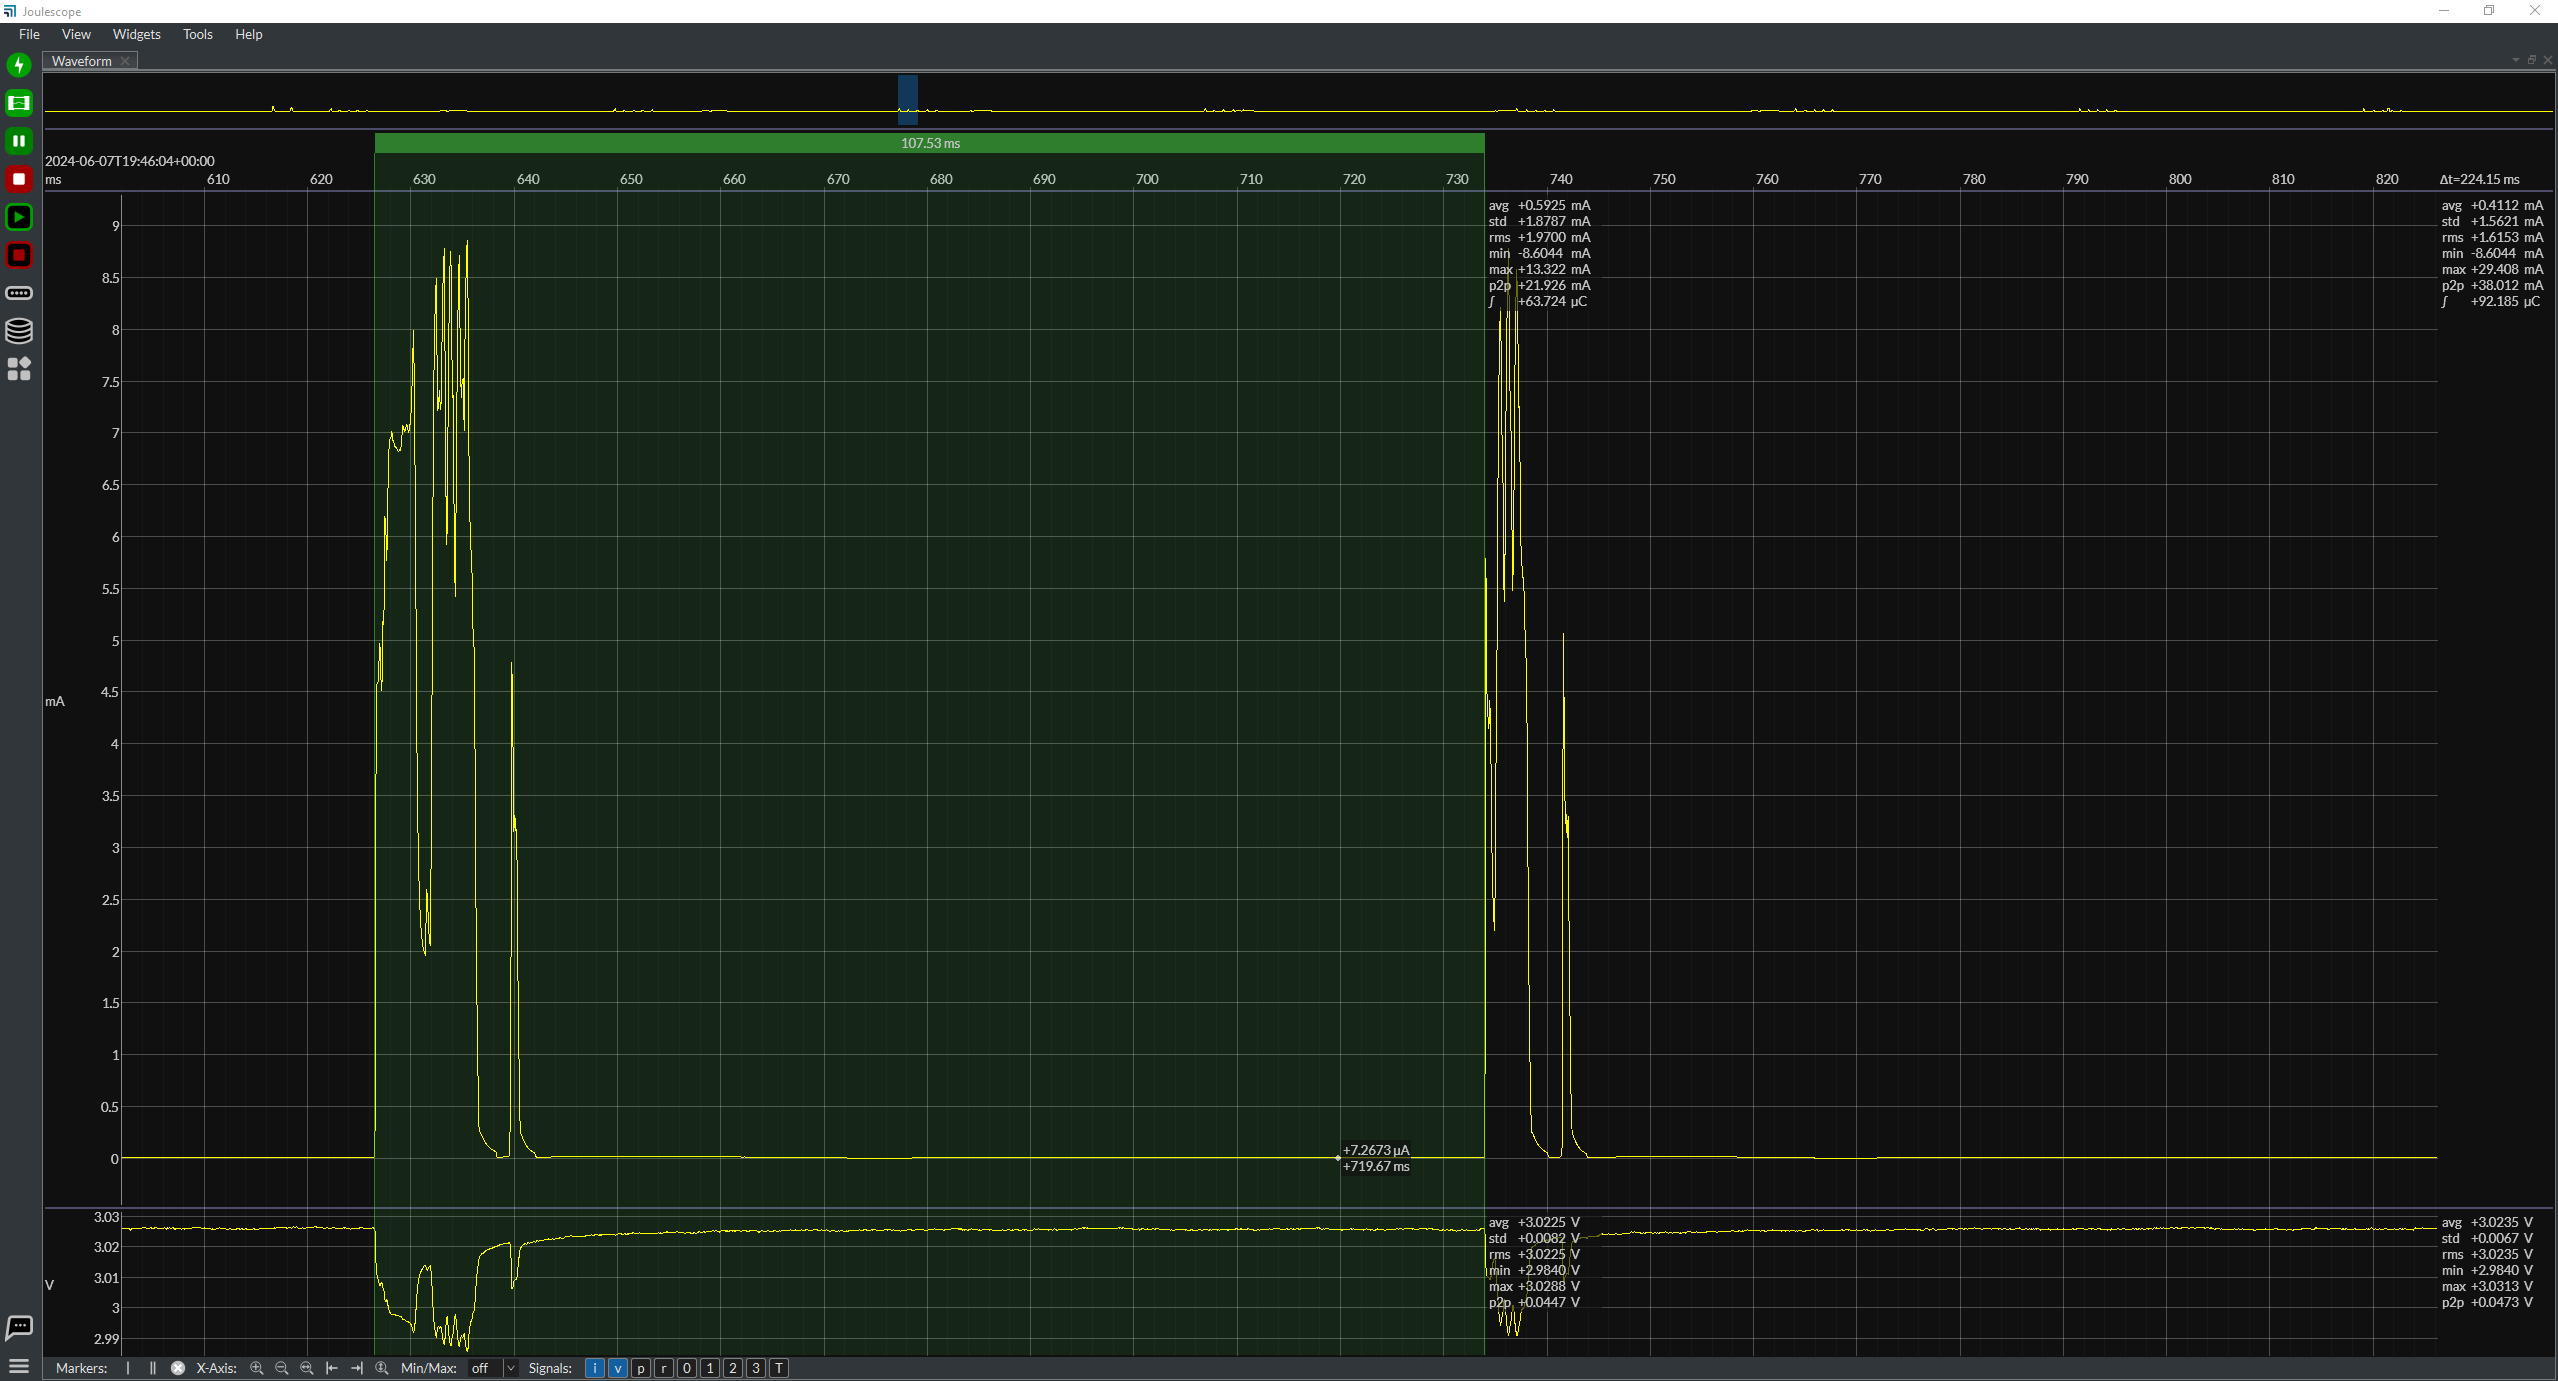 Joulescope
File View Widgets Tools Help
Waveform
107.53 ms
2024-06-07T19:46:04+00:00
ms 610 620 630 640 650 660 670 680 690 700 710 720 730 740 750 760 770 780 790 800 810 820 Δt=224.15 ms
avg +0.5925 mA
std +1.8787 mA
rms +1.9700 mA
min -8.6044 mA
max +13.322 mA
p2p +21.926 mA
∫ +63.724 µC
avg +0.4112 mA
std +1.5621 mA
rms +1.6153 mA
min -8.6044 mA
max +29.408 mA
p2p +38.012 mA
∫ +92.185 µC
9
8.5
8
7.5
7
6.5
6
5.5
5
4.5
mA
4
3.5
3
2.5
2
1.5
1
0.5
0
+7.2673 µA
+719.67 ms
3.03
3.02
3.01
V
3
2.99
avg +3.0225 V
std +0.0082 V
rms +3.0225 V
min +2.9840 V
max +3.0288 V
p2p +0.0447 V
avg +3.0235 V
std +0.0067 V
rms +3.0235 V
min +2.9840 V
max +3.0313 V
p2p +0.0473 V
Markers: X-Axis: Min/Max: off Signals: i v p r 0 1 2 3 T